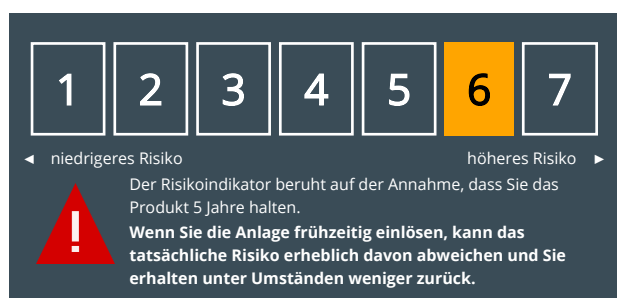 1 2 3 4 5 6 7
◄ niedrigeres Risiko höheres Risiko ►
Der Risikoindikator beruht auf der Annahme, dass Sie das
Produkt 5 Jahre halten.
Wenn Sie die Anlage frühzeitig einlösen, kann das
tatsächliche Risiko erheblich davon abweichen und Sie
erhalten unter Umständen weniger zurück.
!